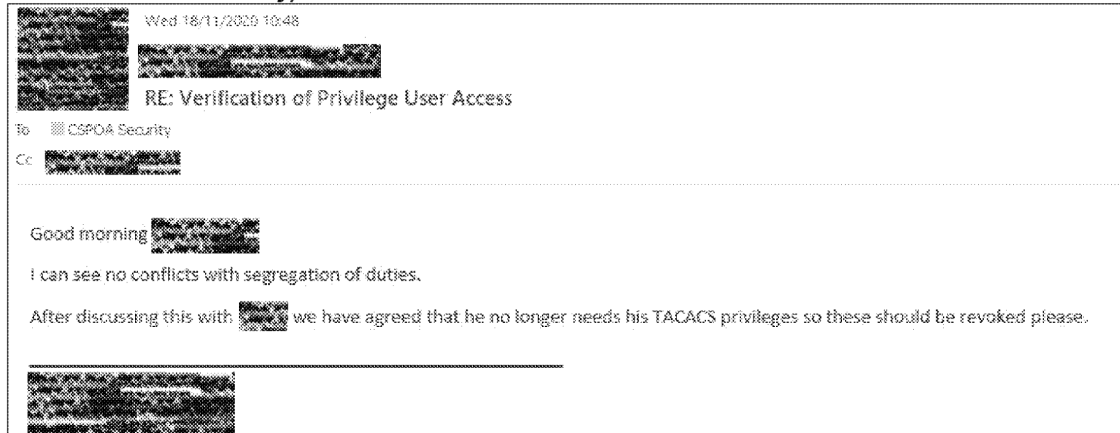 Wed 18/11/2020 10:48
RE: Verification of Privilege User Access
To CSPOA Security
Cc
Good morning
I can see no conflicts with segregation of duties.
After discussing this with we have agreed that he no longer needs his TACACS privileges so these should be revoked please.